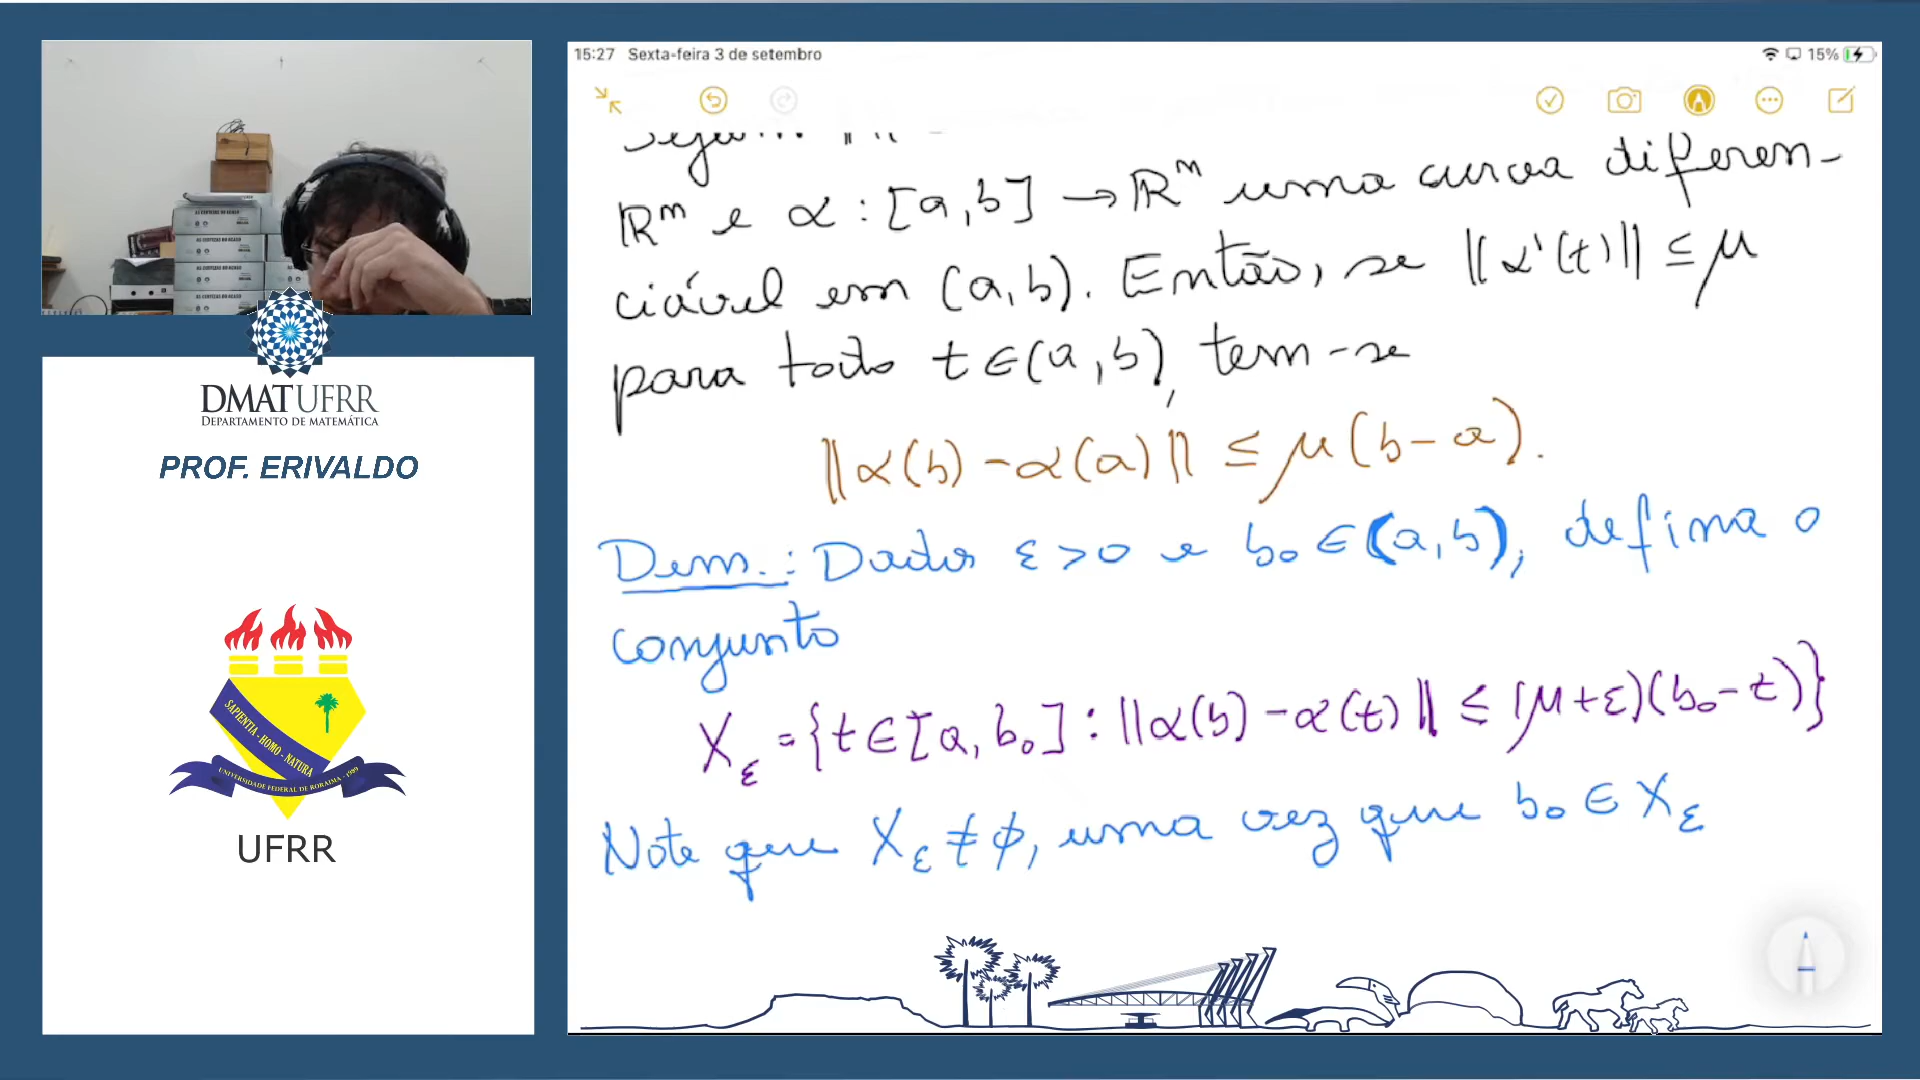 15:27 Sexta-feira 3 de setembro
15%
ℝᵐ e α : [a,b] → ℝᵐ uma curva diferen-
ciável em (a,b). Então, se ||α'(t)|| ≤ μ
para todo t ∈ (a,b), tem-se
||α(b) - α(a)|| ≤ μ(b-a).
Dem.: Dados ε > 0 e b₀ ∈ (a,b), defina o
conjunto
X_ε = {t ∈ [a,b₀] : ||α(b) - α(t)|| ≤ (μ+ε)(b₀-t)}
Note que X_ε ≠ φ, uma vez que b₀ ∈ X_ε
DMATUFRR
DEPARTAMENTO DE MATEMÁTICA
PROF. ERIVALDO
SAPIENTIA - HOMO - NATURA
UNIVERSIDADE FEDERAL DE RORAIMA - 1989
UFRR